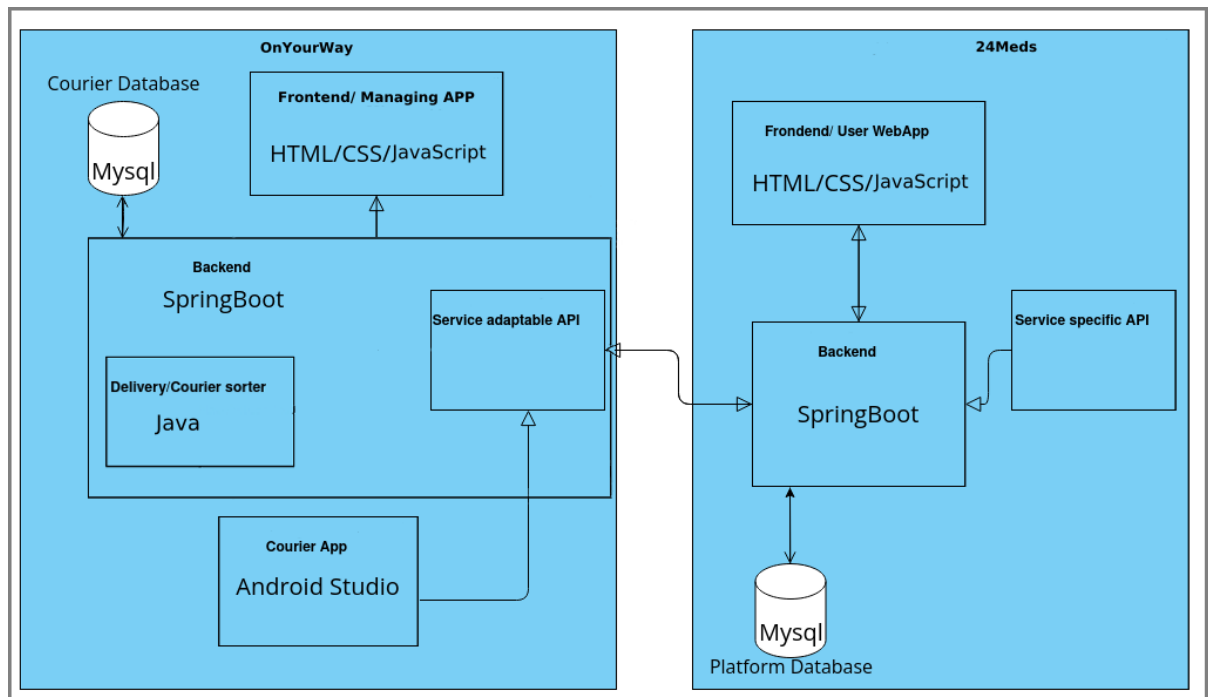 OnYourWay
Courier Database
Mysql
Frontend/ Managing APP
HTML/CSS/JavaScript
Backend
SpringBoot
Service adaptable API
Delivery/Courier sorter
Java
Courier App
Android Studio
24Meds
Frondend/ User WebApp
HTML/CSS/JavaScript
Backend
SpringBoot
Service specific API
Mysql
Platform Database